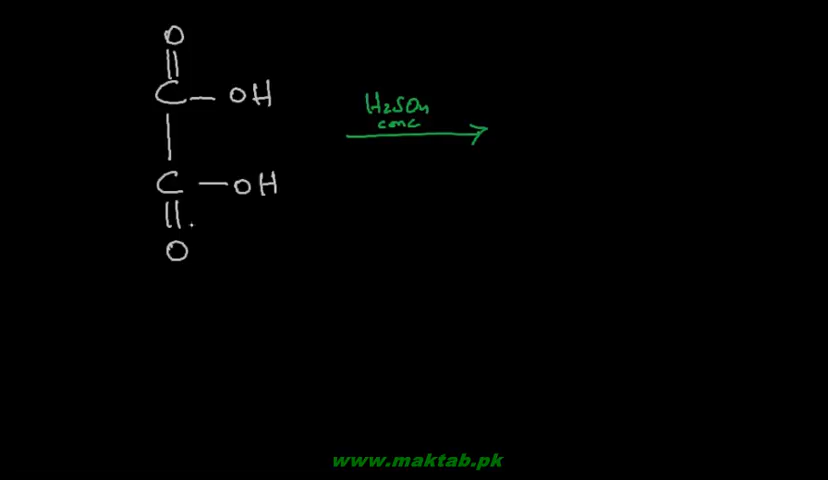 O
||
C — OH
|
C — OH
||
O
H₂SO₄
conc
www.maktab.pk